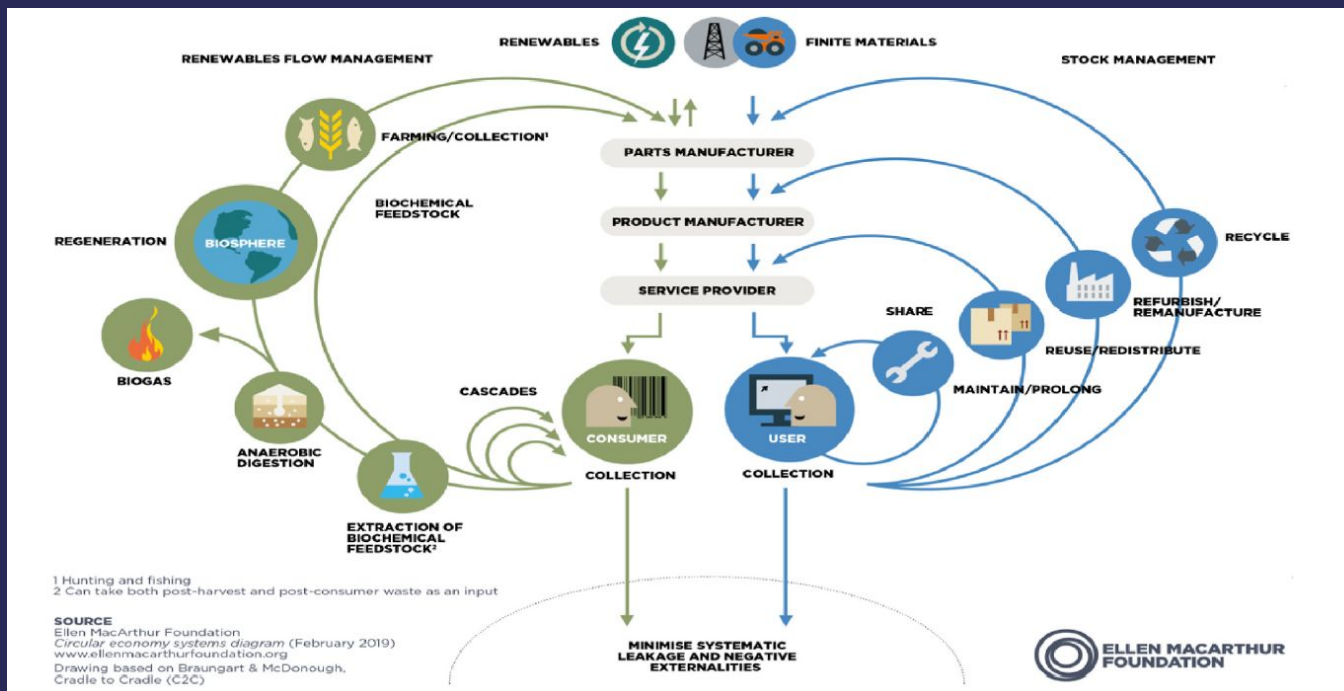 RENEWABLES
FINITE MATERIALS
RENEWABLES FLOW MANAGEMENT
STOCK MANAGEMENT
FARMING/COLLECTION¹
PARTS MANUFACTURER
BIOCHEMICAL
FEEDSTOCK
PRODUCT MANUFACTURER
REGENERATION
BIOSPHERE
RECYCLE
SERVICE PROVIDER
SHARE
REFURBISH/
REMANUFACTURE
REUSE/REDISTRIBUTE
BIOGAS
CASCADES
MAINTAIN/PROLONG
CONSUMER
USER
ANAEROBIC
DIGESTION
COLLECTION
COLLECTION
EXTRACTION OF
BIOCHEMICAL
FEEDSTOCK²
1 Hunting and fishing
2 Can take both post-harvest and post-consumer waste as an input
SOURCE
Ellen MacArthur Foundation
Circular economy systems diagram (February 2019)
www.ellenmacarthurfoundation.org
Drawing based on Braungart & McDonough,
Cradle to Cradle (C2C)
MINIMISE SYSTEMATIC
LEAKAGE AND NEGATIVE
EXTERNALITIES
ELLEN MACARTHUR
FOUNDATION